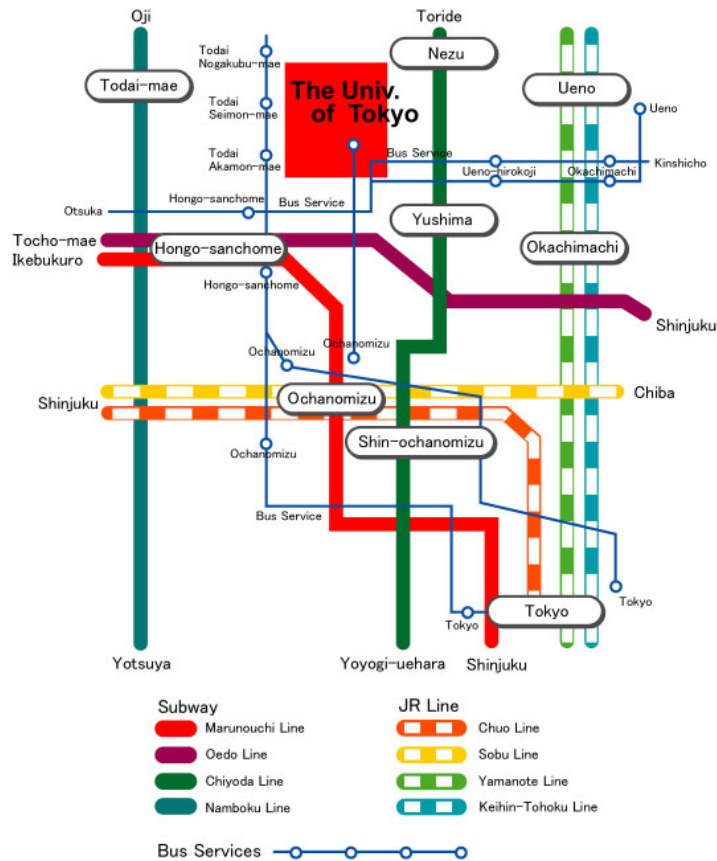 Oji
Toride
Todai
Nogakubu-mae
Nezu
Todai-mae
The Univ.
of Tokyo
Ueno
Todai
Seimon-mae
Ueno
Todai
Akamon-mae
Bus Service
Kinshicho
Ueno-hirokoji
Okachimachi
Hongo-sanchome
Bus Service
Otsuka
Yushima
Tocho-mae
Hongo-sanchome
Okachimachi
Ikebukuro
Hongo-sanchome
Shinjuku
Ochanomizu
Ochanomizu
Shinjuku
Ochanomizu
Chiba
Shin-ochanomizu
Ochanomizu
Bus Service
Tokyo
Tokyo
Tokyo
Yotsuya
Yoyogi-uehara
Shinjuku
Subway
JR Line
Marunouchi Line
Chuo Line
Oedo Line
Sobu Line
Chiyoda Line
Yamanote Line
Namboku Line
Keihin-Tohoku Line
Bus Services